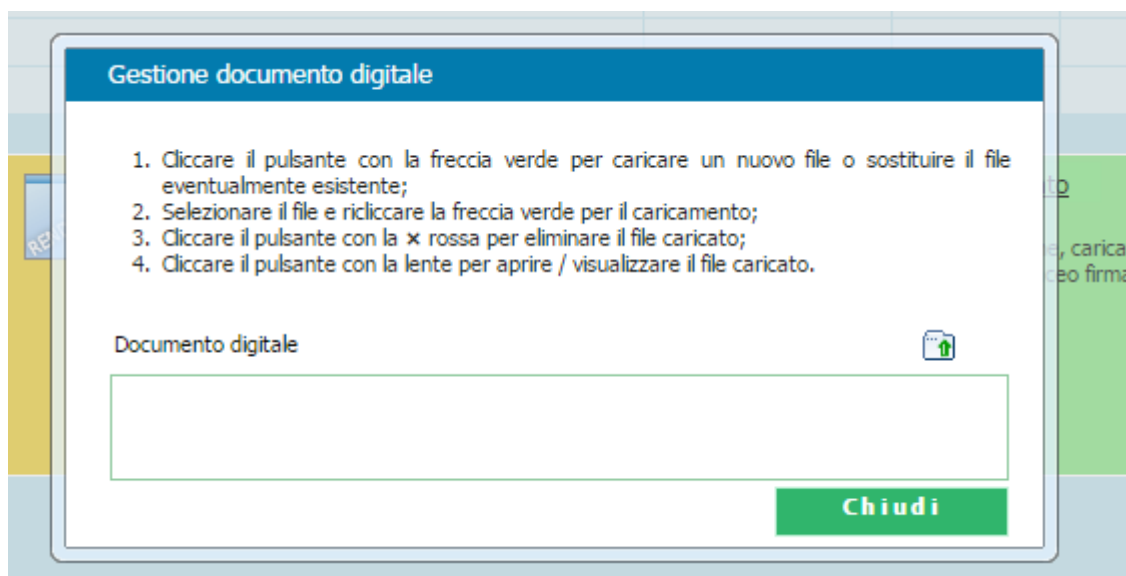 Gestione documento digitale
1. Cliccare il pulsante con la freccia verde per caricare un nuovo file o sostituire il file
eventualmente esistente;
2. Selezionare il file e ricliccare la freccia verde per il caricamento;
3. Cliccare il pulsante con la × rossa per eliminare il file caricato;
4. Cliccare il pulsante con la lente per aprire / visualizzare il file caricato.
Documento digitale
Chiudi